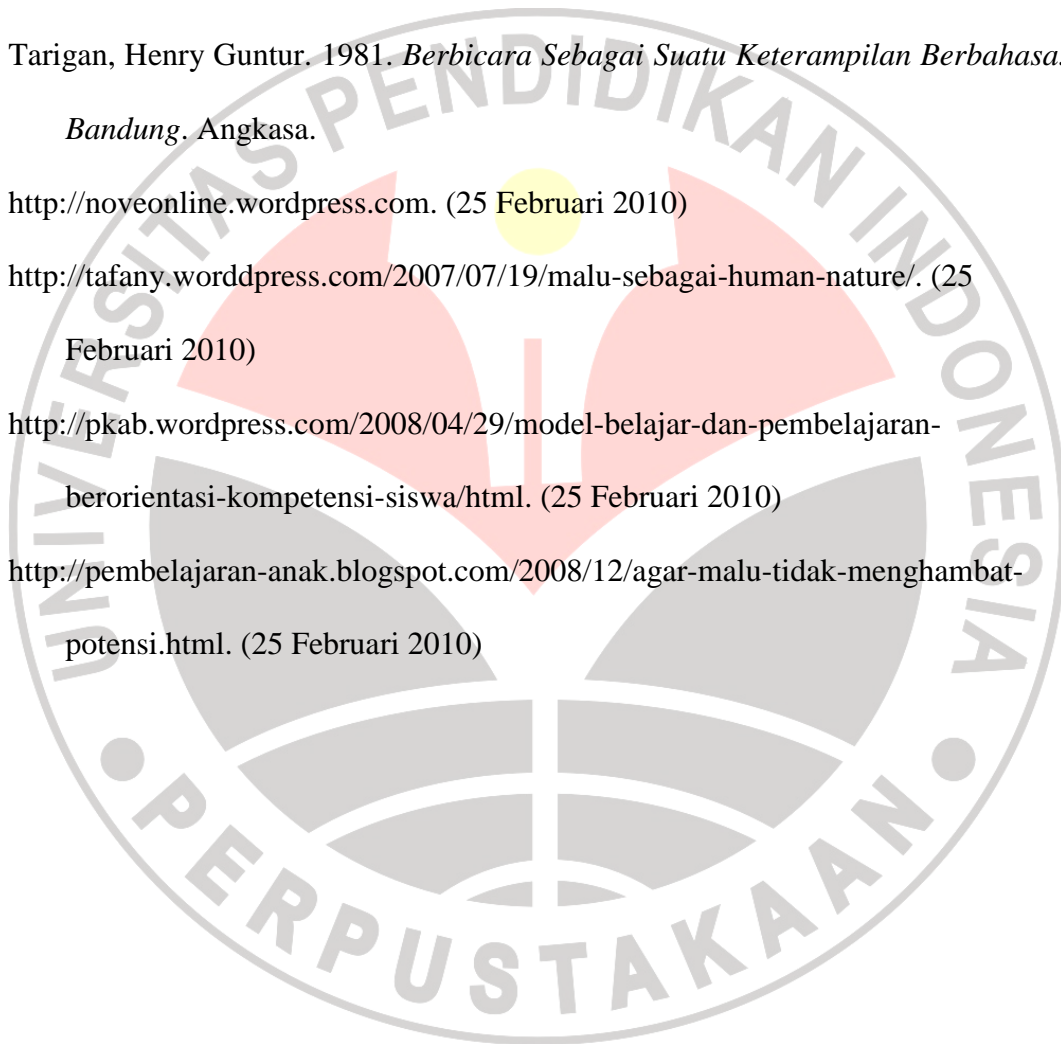 Tarigan, Henry Guntur. 1981. Berbicara Sebagai Suatu Keterampilan Berbahasa.
Bandung. Angkasa.
http://noveonline.wordpress.com. (25 Februari 2010)
http://tafany.worddpress.com/2007/07/19/malu-sebagai-human-nature/. (25
Februari 2010)
http://pkab.wordpress.com/2008/04/29/model-belajar-dan-pembelajaran-
berorientasi-kompetensi-siswa/html. (25 Februari 2010)
http://pembelajaran-anak.blogspot.com/2008/12/agar-malu-tidak-menghambat-
potensi.html. (25 Februari 2010)
UNIVERSITAS PENDIDIKAN INDONESIA
PERPUSTAKAAN